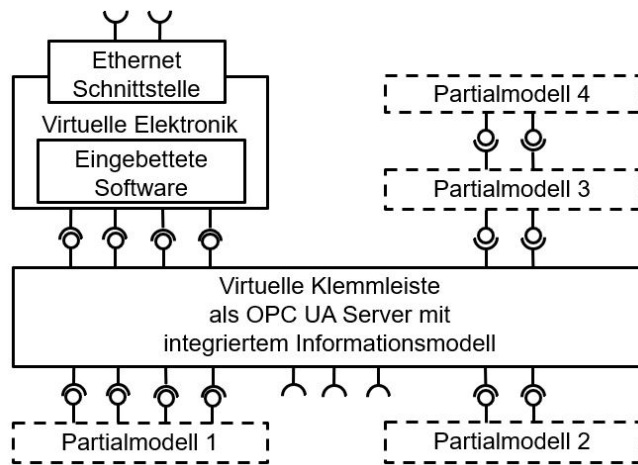 Ethernet
Schnittstelle
Virtuelle Elektronik
Eingebettete
Software
Partialmodell 4
Partialmodell 3
Virtuelle Klemmleiste
als OPC UA Server mit
integriertem Informationsmodell
Partialmodell 1
Partialmodell 2